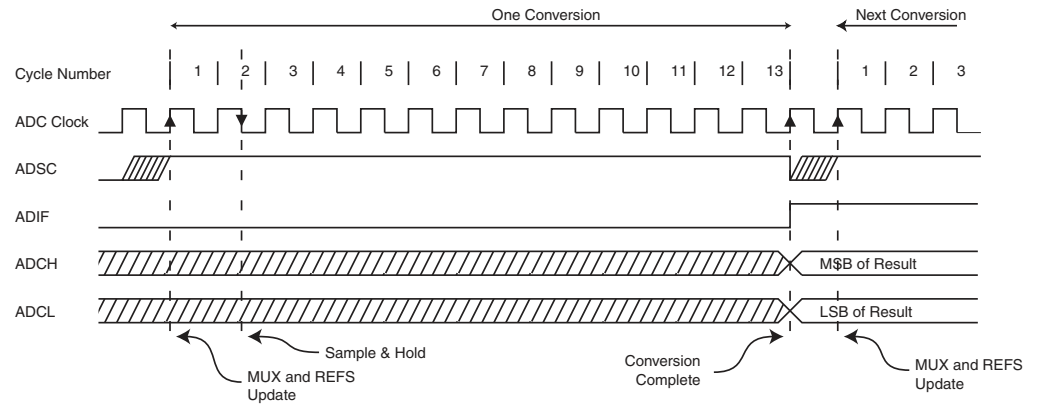 One Conversion
Next Conversion
Cycle Number 1 2 3 4 5 6 7 8 9 10 11 12 13 1 2 3
ADC Clock
ADSC
ADIF
ADCH MSB of Result
ADCL LSB of Result
Sample & Hold
MUX and REFS
Update
Conversion
Complete
MUX and REFS
Update